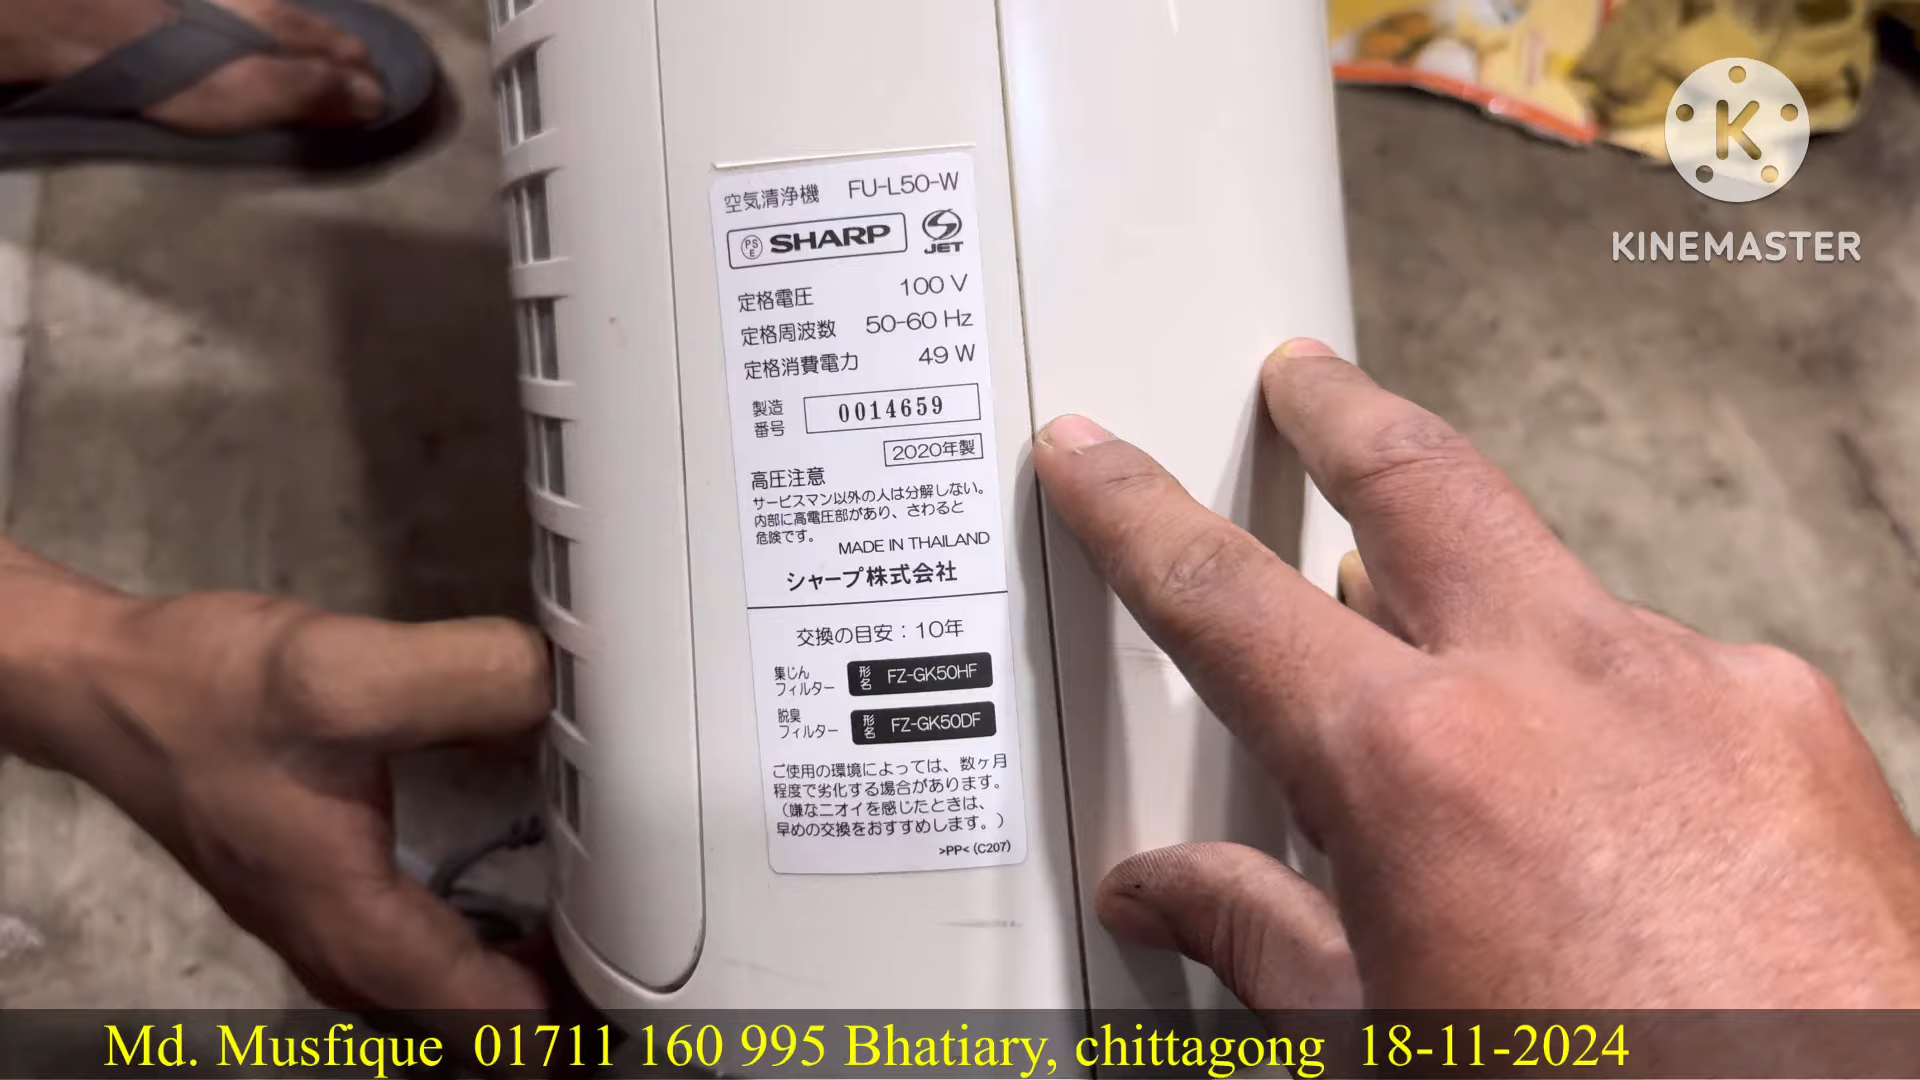 空気清浄機 FU-L50-W
PSE SHARP JET
定格電圧 100 V
定格周波数 50-60 Hz
定格消費電力 49 W
製造番号 0014659
2020年製
高圧注意
サービスマン以外の人は分解しない。
内部に高電圧部があり、さわると
危険です。
MADE IN THAILAND
シャープ株式会社
交換の目安：10年
集じんフィルター 形名 FZ-GK50HF
脱臭フィルター 形名 FZ-GK50DF
ご使用の環境によっては、数ヶ月
程度で劣化する場合があります。
（嫌なニオイを感じたときは、
早めの交換をおすすめします。）
>PP< (C207)
K
KINEMASTER
Md. Musfique 01711 160 995 Bhatiary, chittagong 18-11-2024